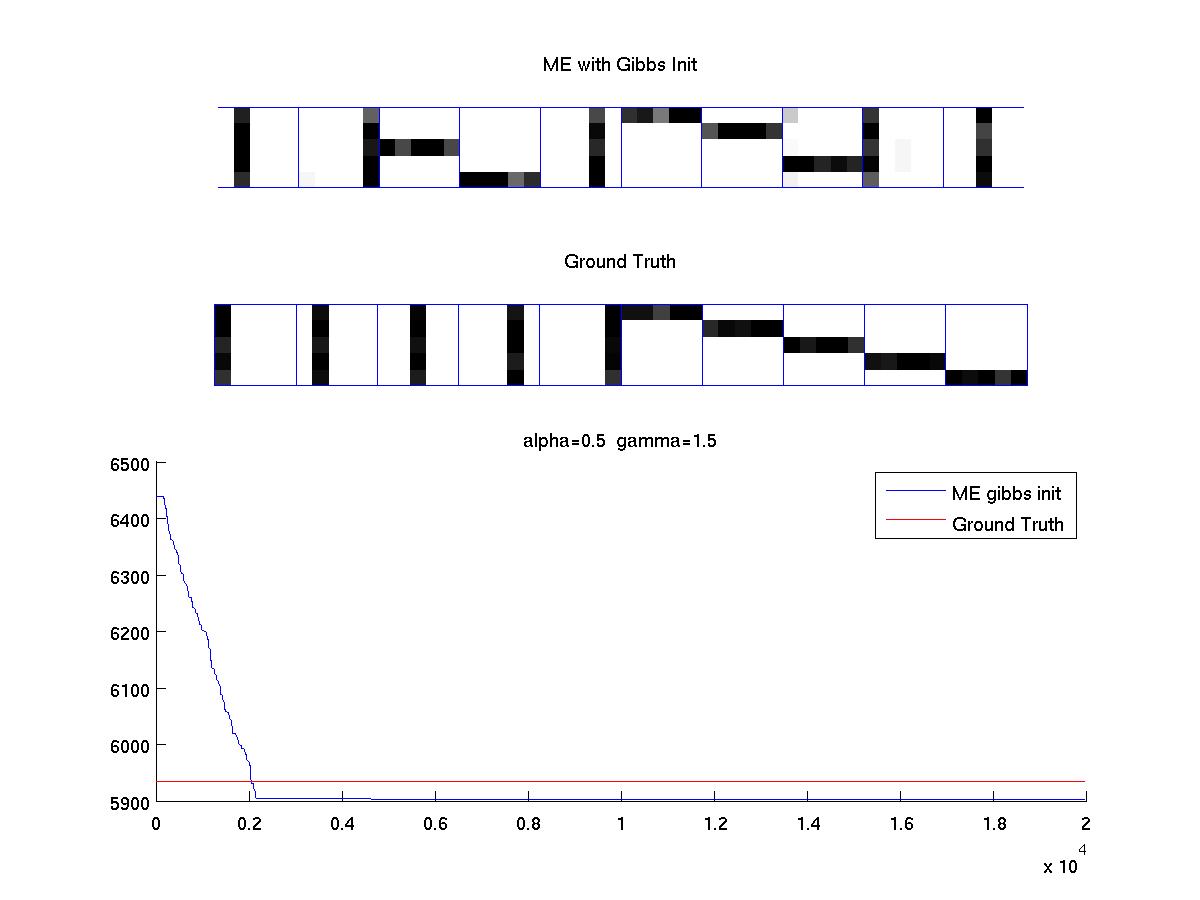 ME with Gibbs Init
Ground Truth
alpha=0.5  gamma=1.5
6500
6400
6300
6200
6100
6000
5900
ME gibbs init
Ground Truth
0 0.2 0.4 0.6 0.8 1 1.2 1.4 1.6 1.8 2
x 10^4